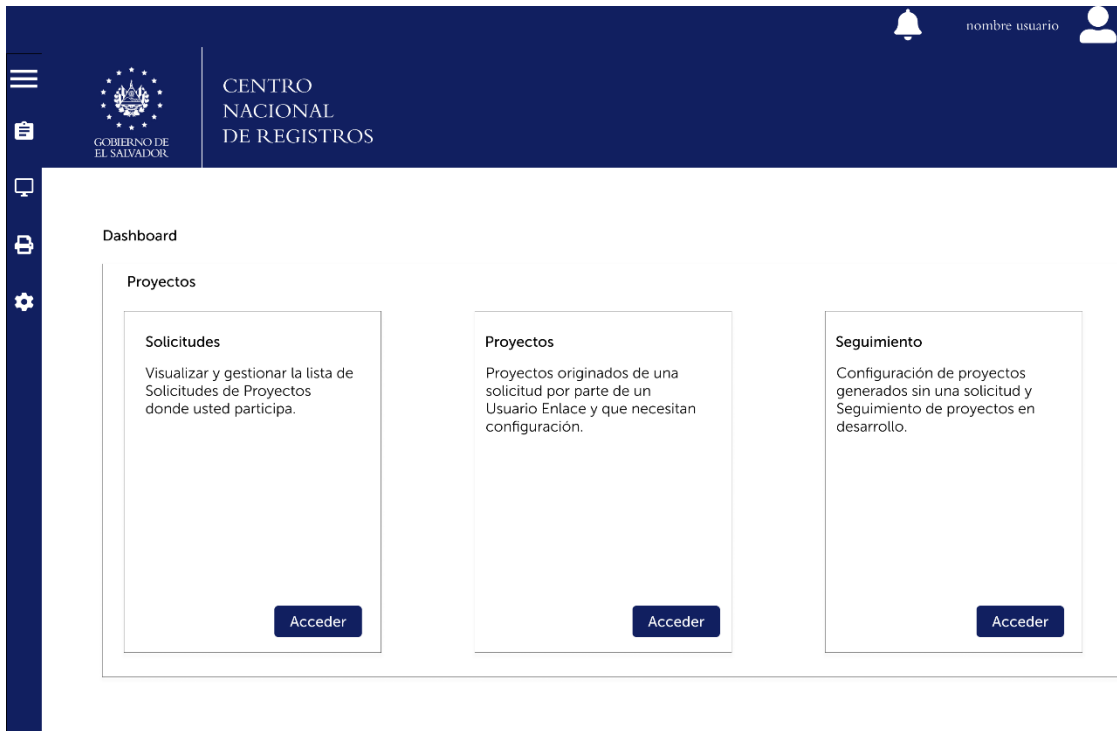 nombre usuario
CENTRO
NACIONAL
DE REGISTROS
GOBIERNO DE
EL SALVADOR
Dashboard
Proyectos
Solicitudes
Visualizar y gestionar la lista de
Solicitudes de Proyectos
donde usted participa.
Acceder
Proyectos
Proyectos originados de una
solicitud por parte de un
Usuario Enlace y que necesitan
configuración.
Acceder
Seguimiento
Configuración de proyectos
generados sin una solicitud y
Seguimiento de proyectos en
desarrollo.
Acceder